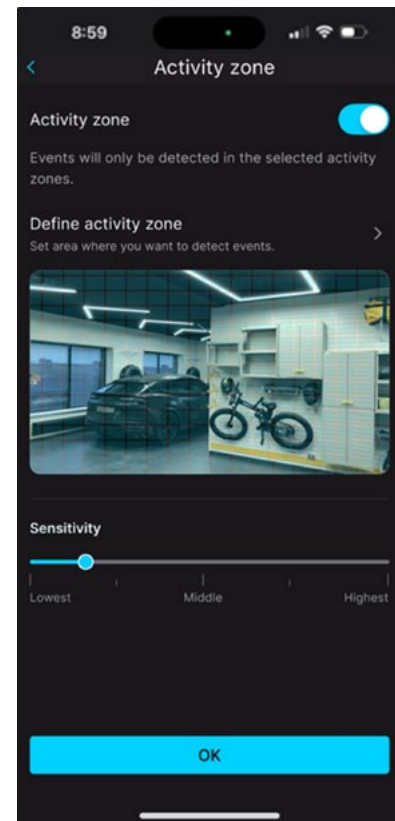 8:59
Activity zone
Activity zone
Events will only be detected in the selected activity
zones.
Define activity zone
Set area where you want to detect events.
Sensitivity
Lowest Middle Highest
OK